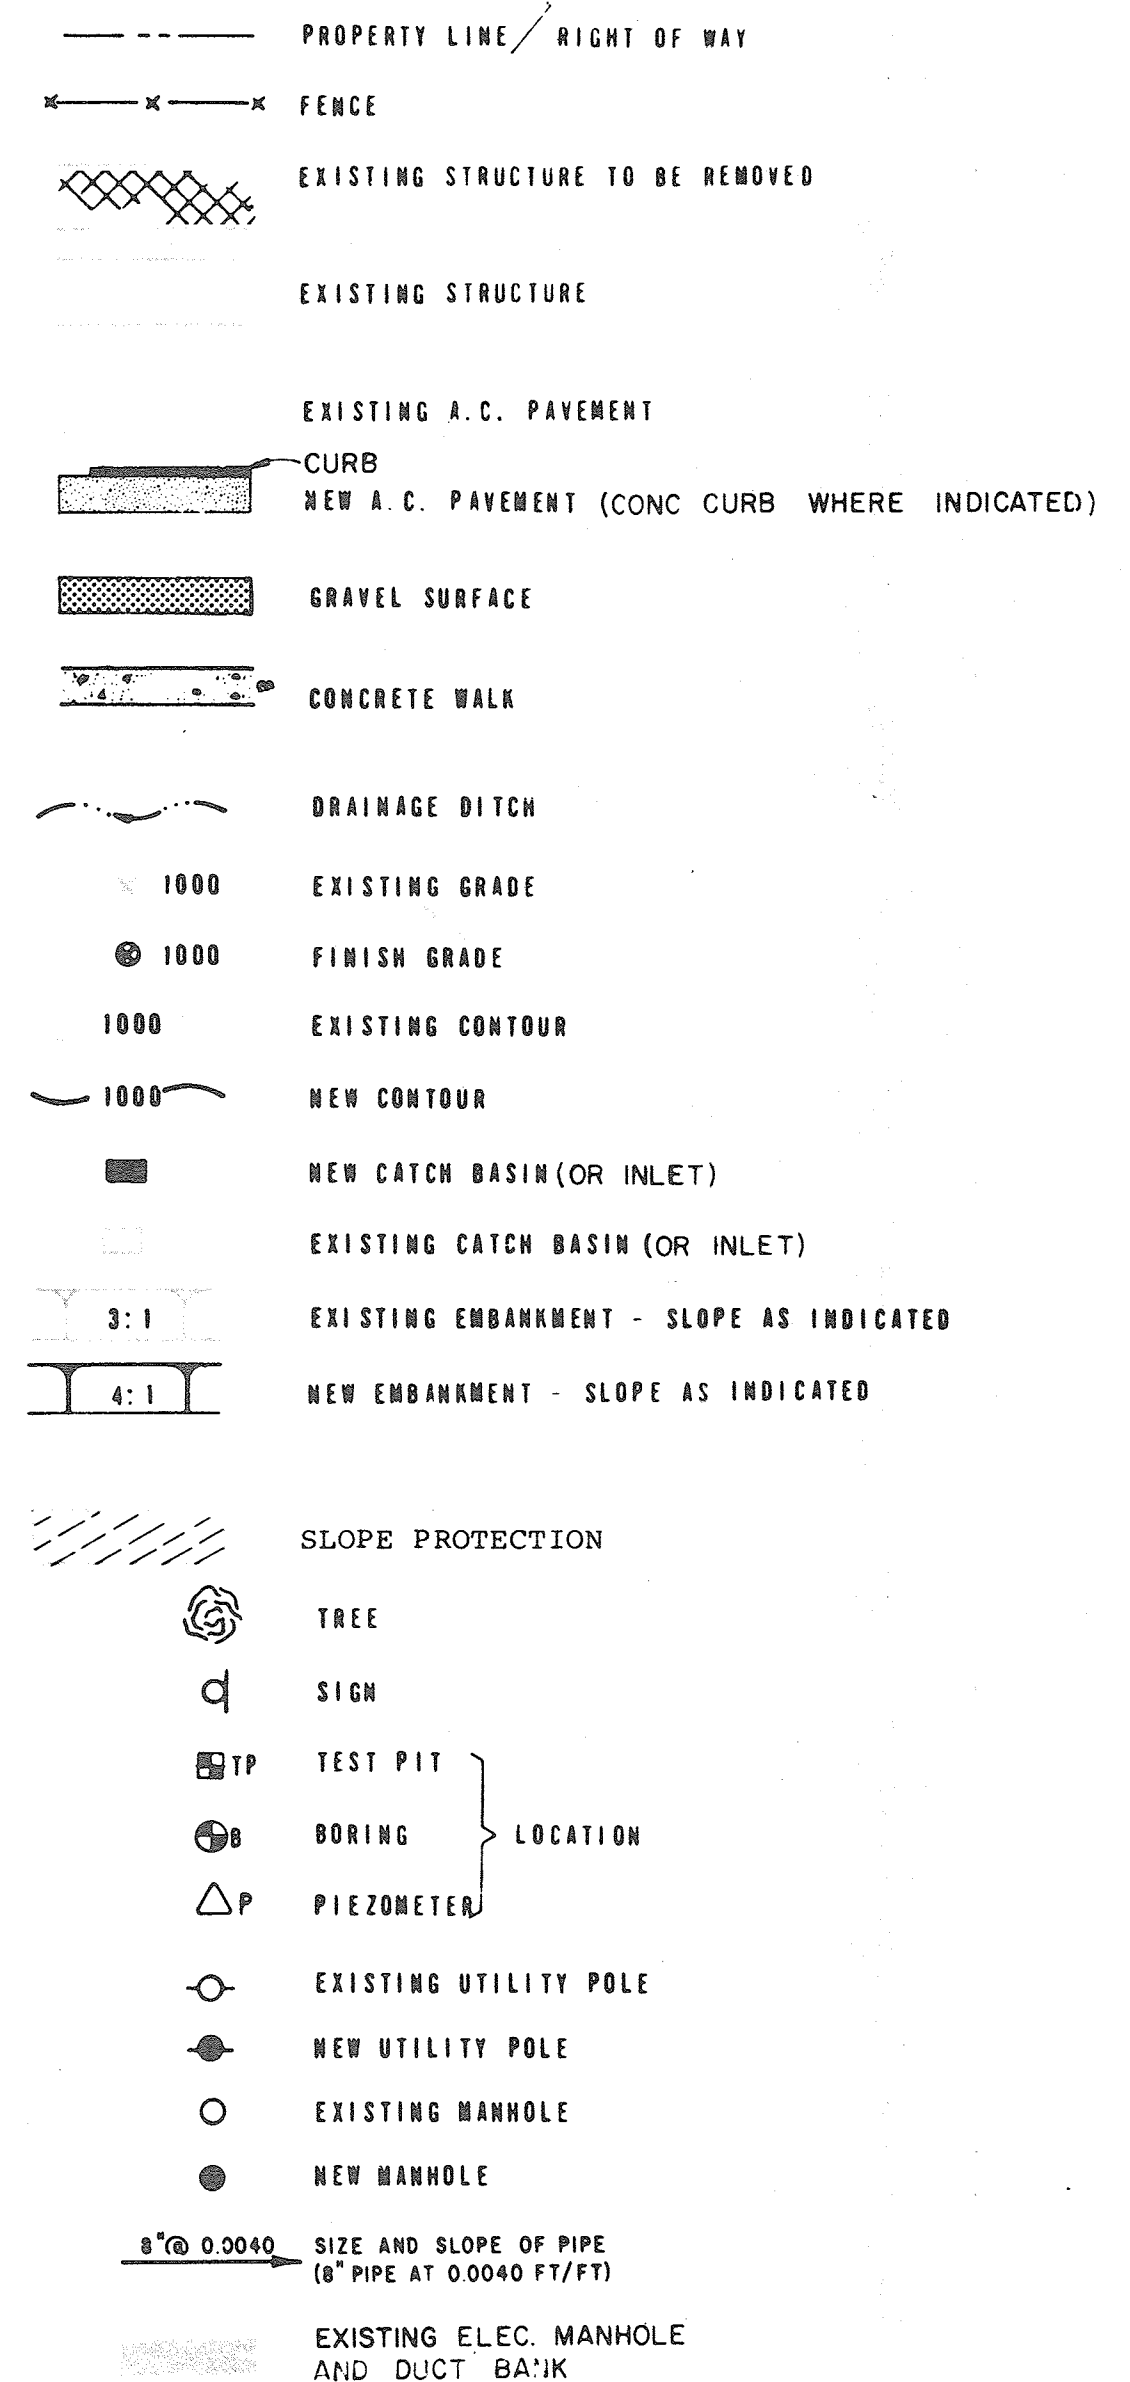 PROPERTY LINE/ RIGHT OF WAY
FENCE
EXISTING STRUCTURE TO BE REMOVED
EXISTING STRUCTURE
EXISTING A.C. PAVEMENT
CURB
NEW A.C. PAVEMENT (CONC CURB WHERE INDICATED)
GRAVEL SURFACE
CONCRETE WALK
DRAINAGE DITCH
1000 EXISTING GRADE
1000 FINISH GRADE
1000 EXISTING CONTOUR
1000 NEW CONTOUR
NEW CATCH BASIN (OR INLET)
EXISTING CATCH BASIN (OR INLET)
3:1 EXISTING EMBANKMENT - SLOPE AS INDICATED
4:1 NEW EMBANKMENT - SLOPE AS INDICATED
SLOPE PROTECTION
TREE
SIGN
TP TEST PIT
B BORING LOCATION
P PIEZOMETER
EXISTING UTILITY POLE
NEW UTILITY POLE
EXISTING MANHOLE
NEW MANHOLE
8"@ 0.0040 SIZE AND SLOPE OF PIPE
(8" PIPE AT 0.0040 FT/FT)
EXISTING ELEC. MANHOLE
AND DUCT BANK